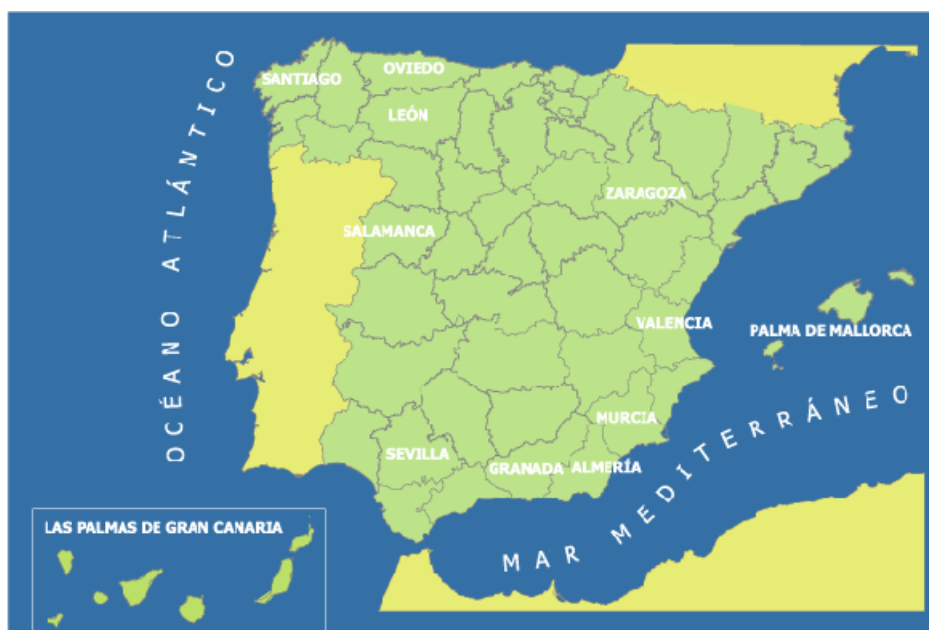 OVIEDO
SANTIAGO
LEÓN
ZARAGOZA
SALAMANCA
OCÉANO ATLÁNTICO
VALENCIA
PALMA DE MALLORCA
MURCIA
SEVILLA
GRANADA
ALMERÍA
MAR MEDITERRÁNEO
LAS PALMAS DE GRAN CANARIA